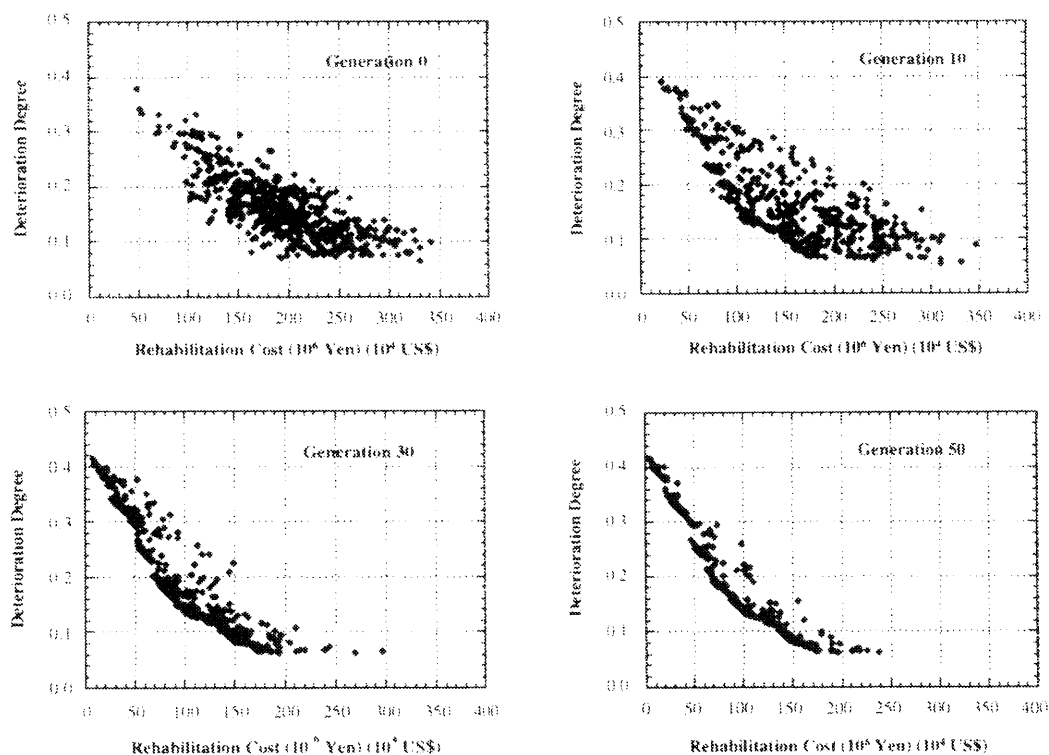 0.5
0.4
0.3
0.2
0.1
0.0
Deterioration Degree
Generation 0
0 50 100 150 200 250 300 350 400
Rehabilitation Cost (10⁶ Yen) (10⁴ US$)
0.5
0.4
0.3
0.2
0.1
0.0
Deterioration Degree
Generation 10
0 50 100 150 200 250 300 350 400
Rehabilitation Cost (10⁶ Yen) (10⁴ US$)
0.5
0.4
0.3
0.2
0.1
0.0
Deterioration Degree
Generation 30
0 50 100 150 200 250 300 350 400
Rehabilitation Cost (10⁶ Yen) (10⁴ US$)
0.5
0.4
0.3
0.2
0.1
0.0
Deterioration Degree
Generation 50
0 50 100 150 200 250 300 350 400
Rehabilitation Cost (10⁶ Yen) (10⁴ US$)